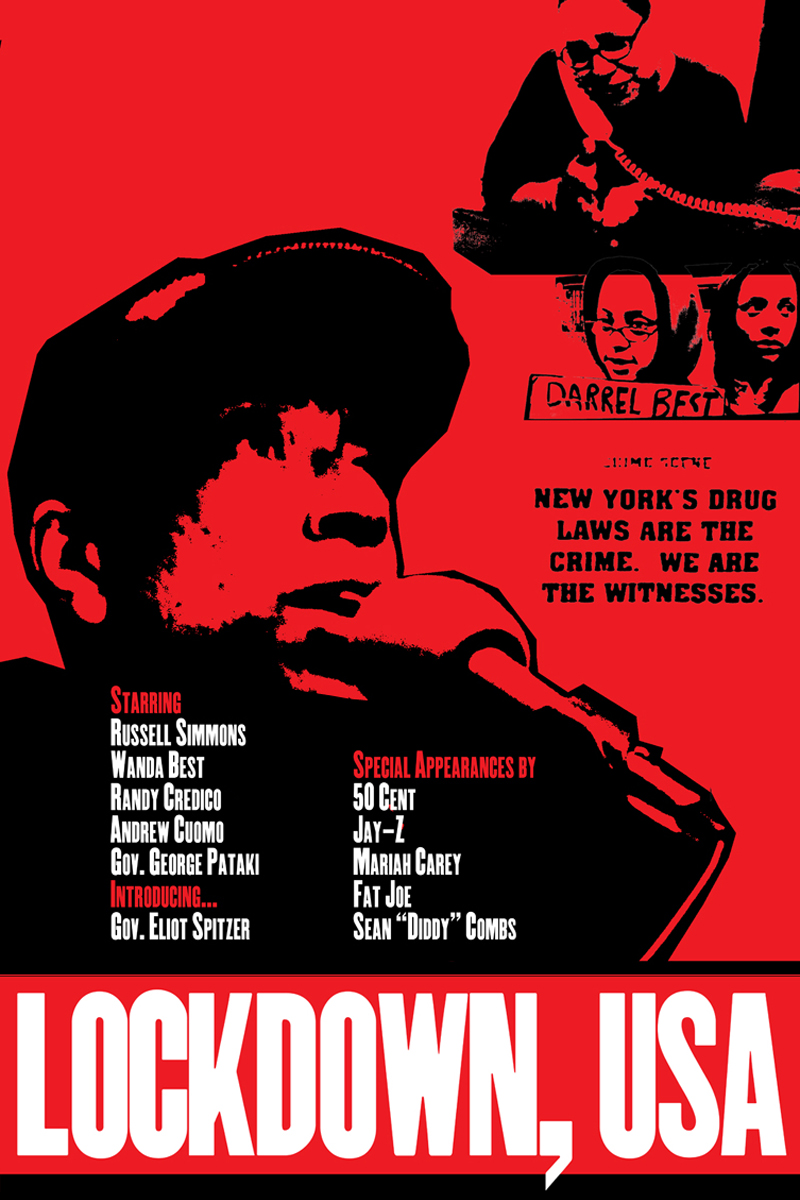 DARREL BEST
CRIME SCENE
NEW YORK'S DRUG
LAWS ARE THE
CRIME. WE ARE
THE WITNESSES.
STARRING
RUSSELL SIMMONS
WANDA BEST
RANDY CREDICO
ANDREW CUOMO
GOV. GEORGE PATAKI
INTRODUCING...
GOV. ELIOT SPITZER
SPECIAL APPEARANCES BY
50 CENT
JAY-Z
MARIAH CAREY
FAT JOE
SEAN “DIDDY” COMBS
LOCKDOWN, USA